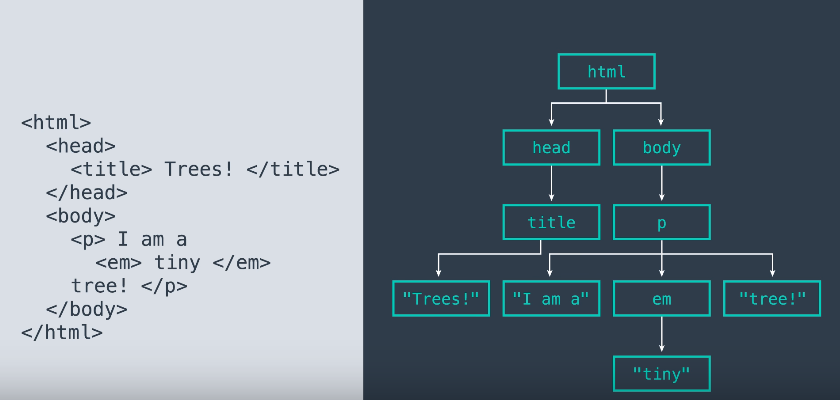 <html>
<head>
<title> Trees! </title>
</head>
<body>
<p> I am a
<em> tiny </em>
tree! </p>
</body>
</html>
html
head
body
title
p
"Trees!"
"I am a"
em
"tree!"
"tiny"